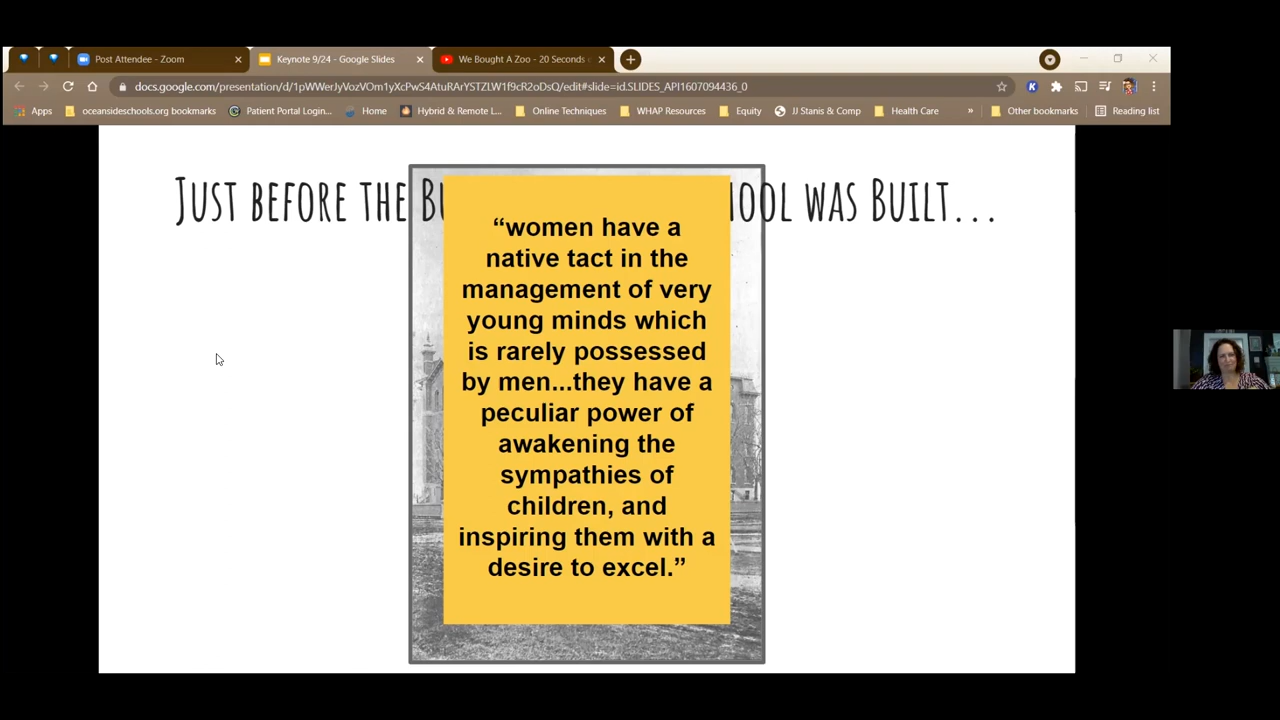 Post Attendee - Zoom
Keynote 9/24 - Google Slides
We Bought A Zoo - 20 Seconds
docs.google.com/presentation/d/1pWWerJyVozVOm1yXcPwS4AtuRArYSTZLW1f9cR2oDsQ/edit#slide=id.SLIDES_API1607094436_0
Apps
oceansideschools.org bookmarks
Patient Portal Login...
Home
Hybrid & Remote L...
Online Techniques
WHAP Resources
Equity
JJ Stanis & Comp
Health Care
»
Other bookmarks
Reading list
Just before the Bu
ool was Built...
“women have a
native tact in the
management of very
young minds which
is rarely possessed
by men...they have a
peculiar power of
awakening the
sympathies of
children, and
inspiring them with a
desire to excel.”